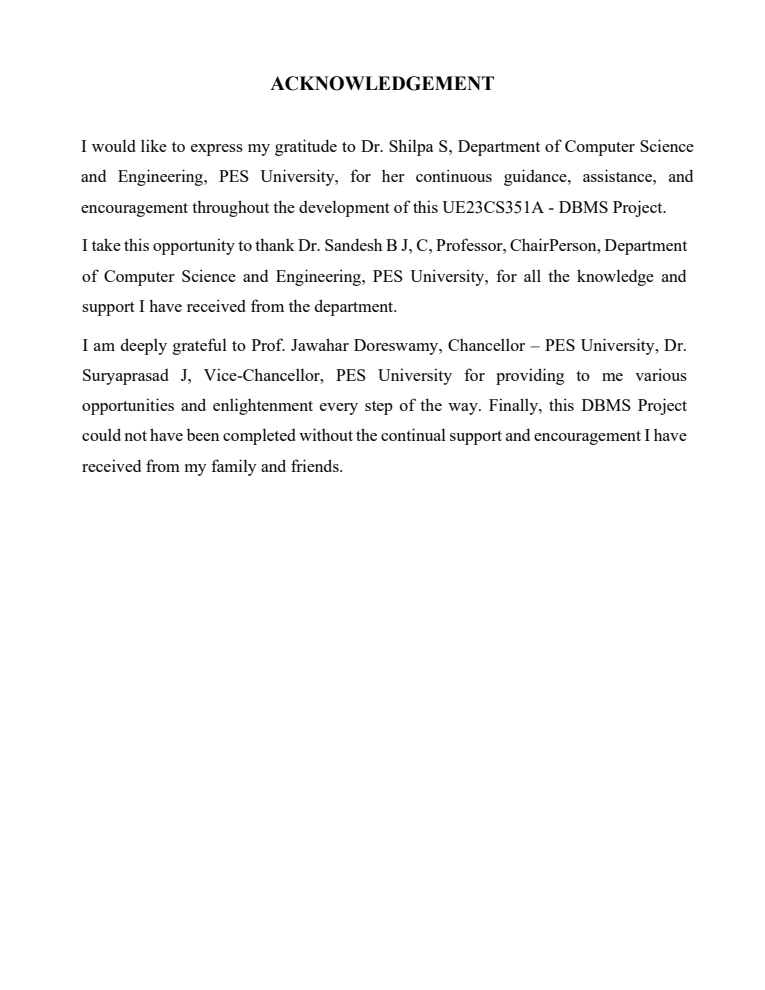 ACKNOWLEDGEMENT
I would like to express my gratitude to Dr. Shilpa S, Department of Computer Science
and Engineering, PES University, for her continuous guidance, assistance, and
encouragement throughout the development of this UE23CS351A - DBMS Project.
I take this opportunity to thank Dr. Sandesh B J, C, Professor, ChairPerson, Department
of Computer Science and Engineering, PES University, for all the knowledge and
support I have received from the department.
I am deeply grateful to Prof. Jawahar Doreswamy, Chancellor – PES University, Dr.
Suryaprasad J, Vice-Chancellor, PES University for providing to me various
opportunities and enlightenment every step of the way. Finally, this DBMS Project
could not have been completed without the continual support and encouragement I have
received from my family and friends.